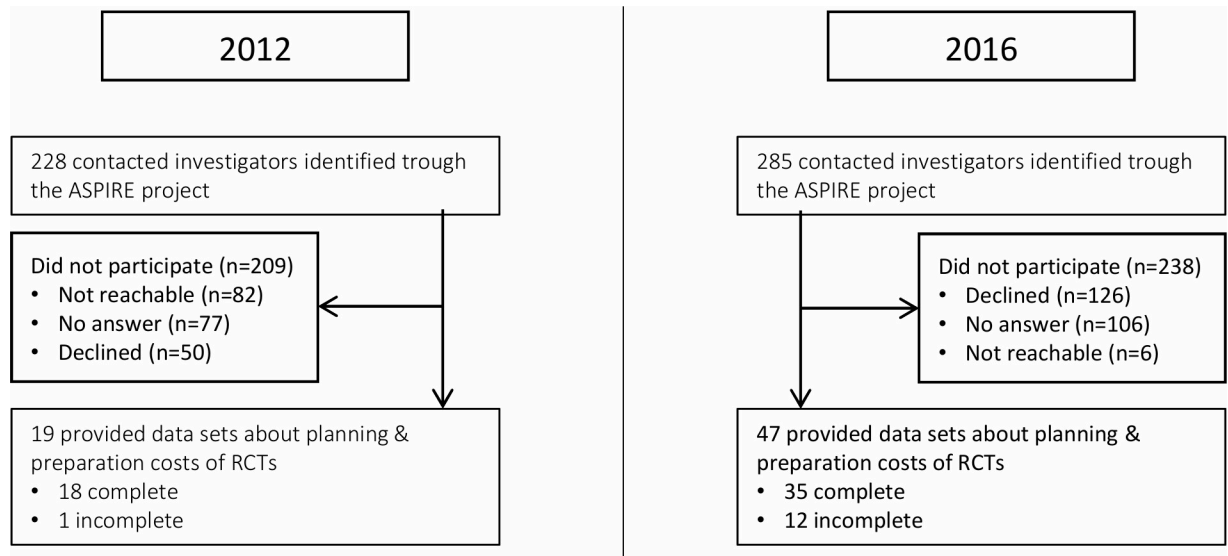 2012
228 contacted investigators identified trough
the ASPIRE project
Did not participate (n=209)
• Not reachable (n=82)
• No answer (n=77)
• Declined (n=50)
19 provided data sets about planning &
preparation costs of RCTs
• 18 complete
• 1 incomplete
2016
285 contacted investigators identified trough
the ASPIRE project
Did not participate (n=238)
• Declined (n=126)
• No answer (n=106)
• Not reachable (n=6)
47 provided data sets about planning &
preparation costs of RCTs
• 35 complete
• 12 incomplete